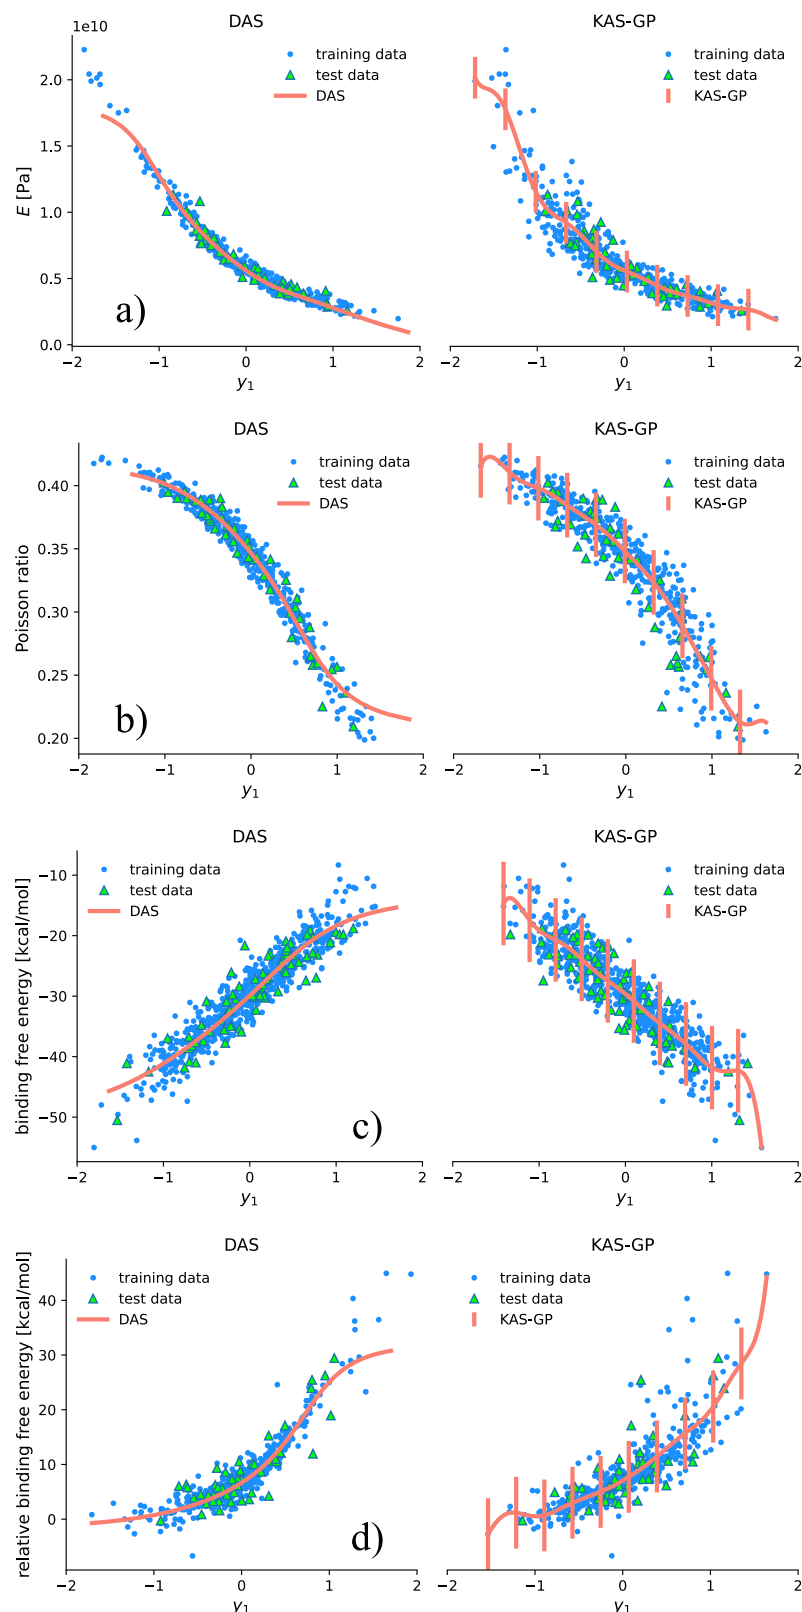 DAS
KAS-GP
1e10
training data
test data
DAS
training data
test data
KAS-GP
2.0
1.5
1.0
0.5
0.0
E [Pa]
a)
−2 −1 0 1 2
−2 −1 0 1 2
y1
y1
DAS
KAS-GP
training data
test data
DAS
training data
test data
KAS-GP
0.40
0.35
0.30
0.25
0.20
Poisson ratio
b)
−2 −1 0 1 2
−2 −1 0 1 2
y1
y1
DAS
KAS-GP
training data
test data
DAS
training data
test data
KAS-GP
−10
−20
−30
−40
−50
binding free energy [kcal/mol]
c)
−2 −1 0 1 2
−2 −1 0 1 2
y1
y1
DAS
KAS-GP
training data
test data
DAS
training data
test data
KAS-GP
40
30
20
10
0
relative binding free energy [kcal/mol]
d)
−2 −1 0 1 2
−2 −1 0 1 2
y1
y1